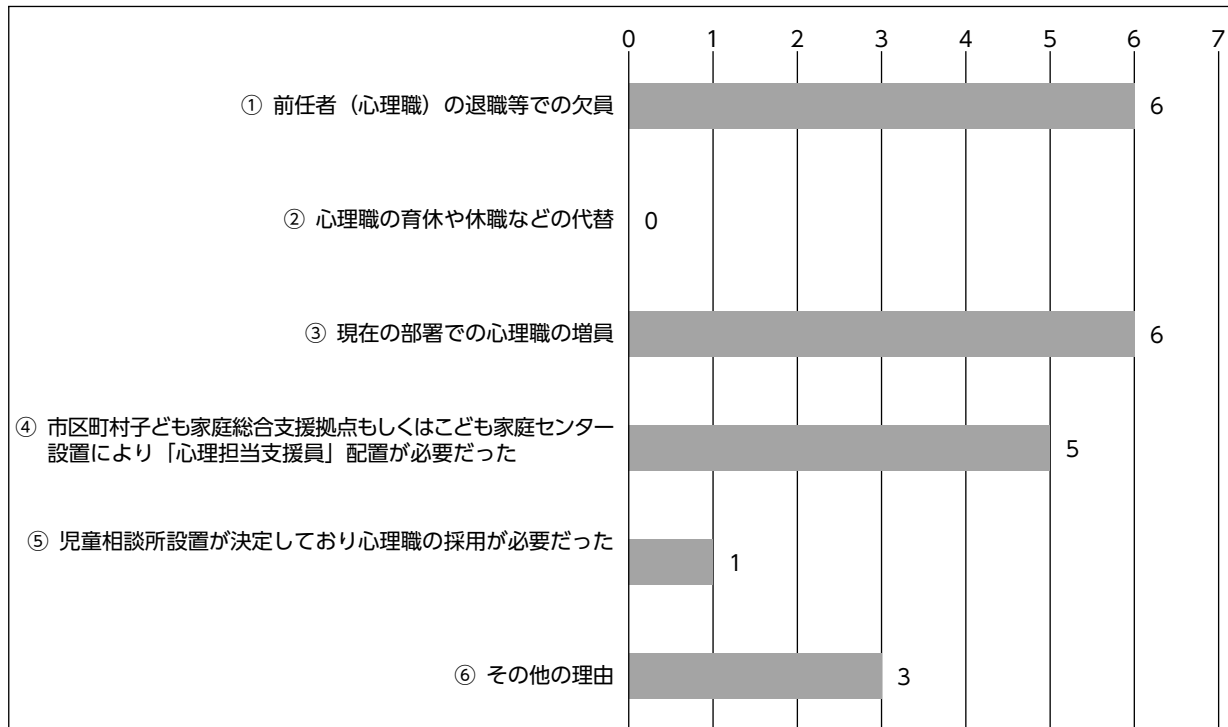 0 1 2 3 4 5 6 7
① 前任者（心理職）の退職等での欠員 6
② 心理職の育休や休職などの代替 0
③ 現在の部署での心理職の増員 6
④ 市区町村子ども家庭総合支援拠点もしくはこども家庭センター
設置により「心理担当支援員」配置が必要だった 5
⑤ 児童相談所設置が決定しており心理職の採用が必要だった 1
⑥ その他の理由 3